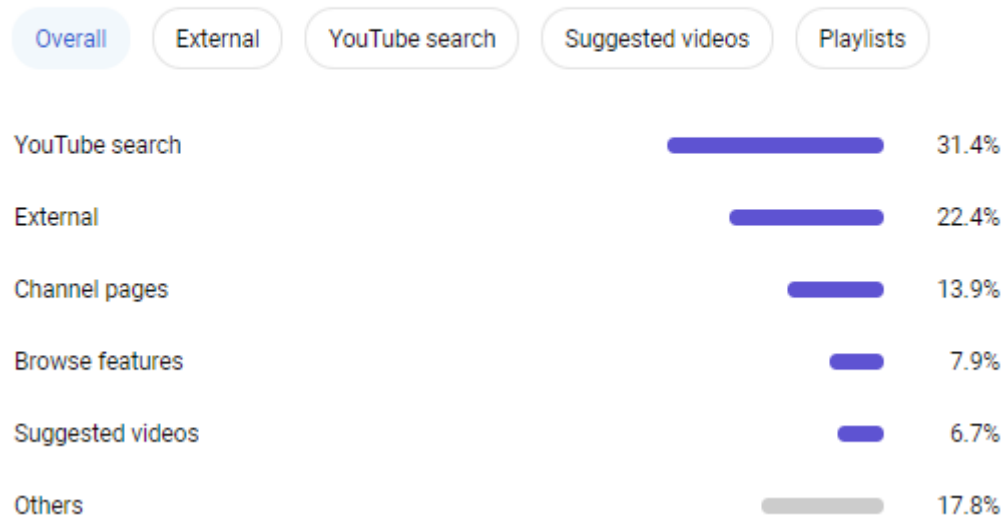 Overall External YouTube search Suggested videos Playlists
YouTube search 31.4%
External 22.4%
Channel pages 13.9%
Browse features 7.9%
Suggested videos 6.7%
Others 17.8%